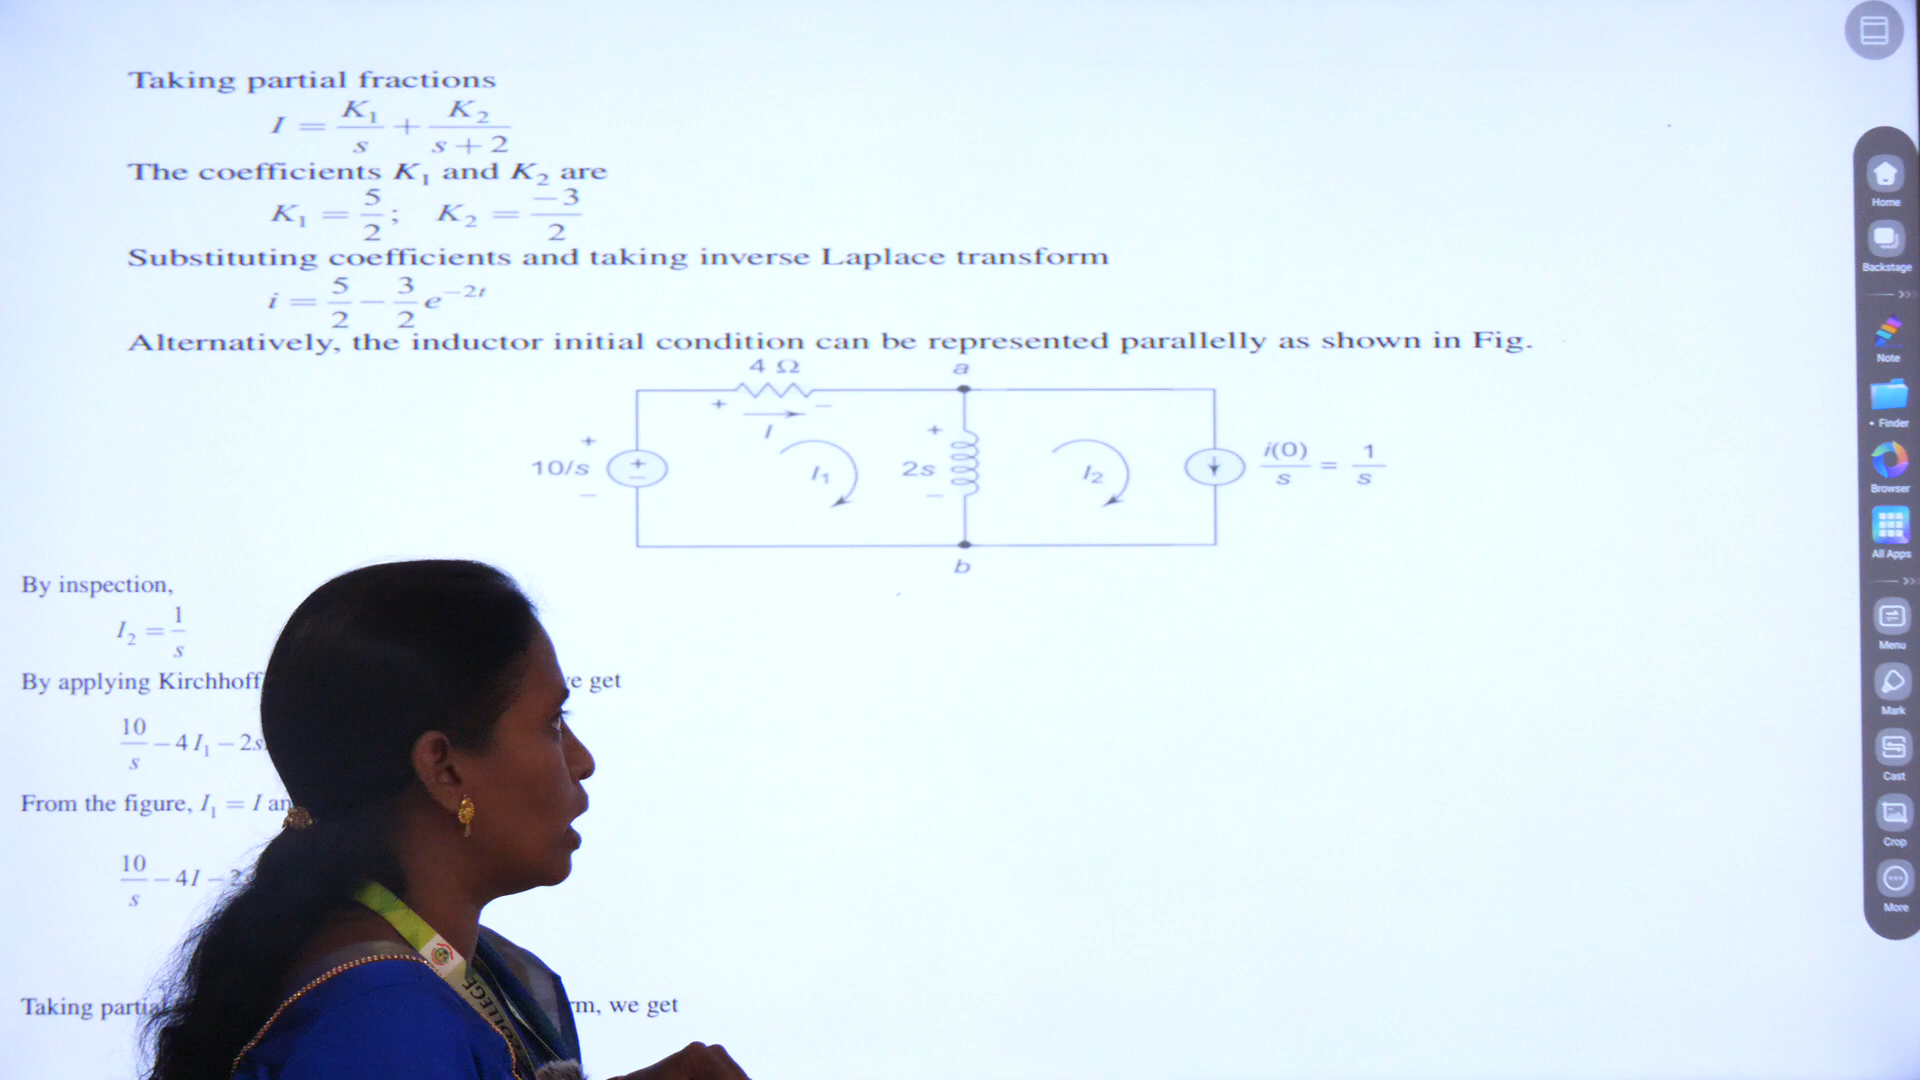 Taking partial fractions
I = K₁/s + K₂/(s + 2)
The coefficients K₁ and K₂ are
K₁ = 5/2; K₂ = −3/2
Substituting coefficients and taking inverse Laplace transform
i = 5/2 − 3/2 e^(−2t)
Alternatively, the inductor initial condition can be represented parallelly as shown in Fig.
4 Ω a
+ −
I
+ +
10/s + − I₁ 2s I₂ i(0)/s = 1/s
− −
b
By inspection,
I₂ = 1/s
By applying Kirchhoff
get
10/s − 4 I₁ − 2s
From the figure, I₁ = I
10/s − 4I −
Taking
we get
COLLEGE
Home
Backstage
Note
• Finder
Browser
All Apps
Menu
Mark
Cast
Crop
More